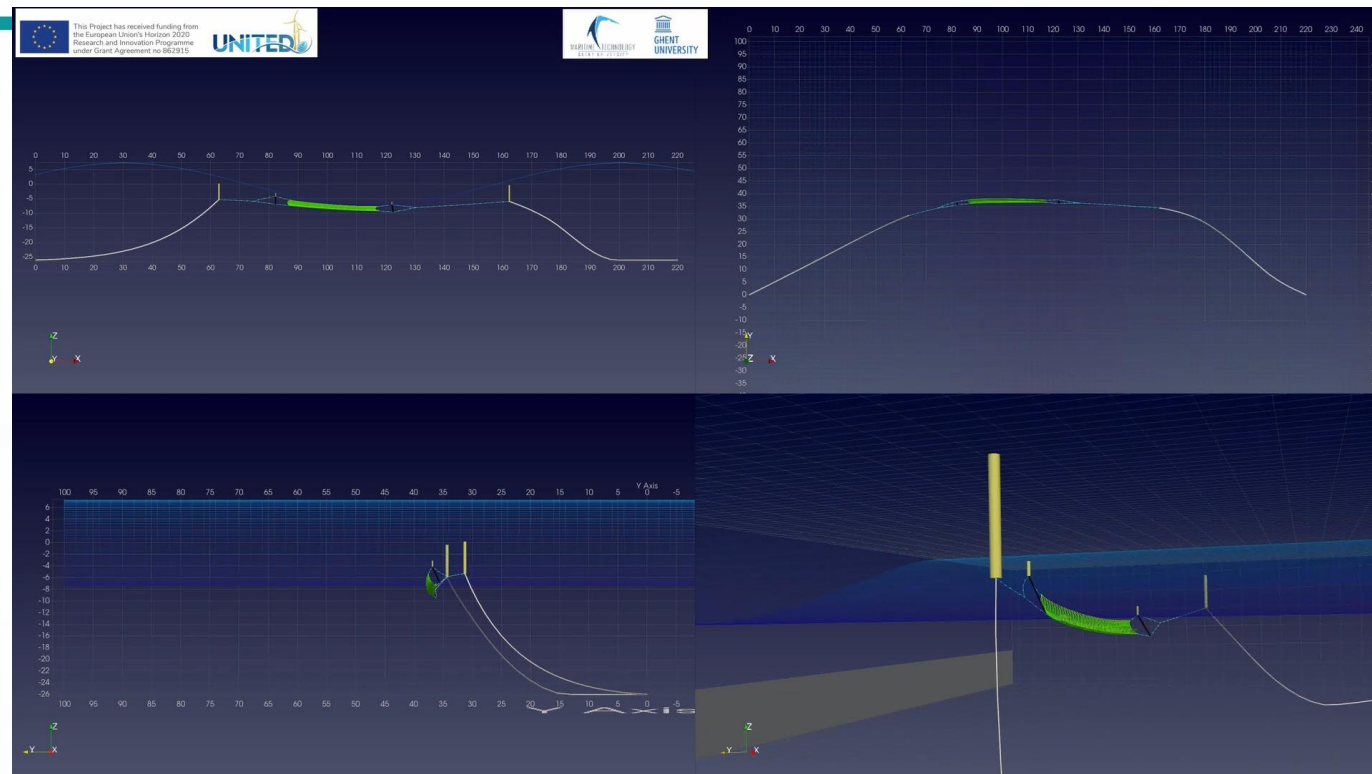 This Project has received funding from
the European Union's Horizon 2020
Research and Innovation Programme
under Grant Agreement no 862915
UNITED
MARITIME TECHNOLOGY
GHENT
UNIVERSITY
0 10 20 30 40 50 60 70 80 90 100 110 120 130 140 150 160 170 180 190 200 210 220
5
0
-5
-10
-15
-20
-25
0 10 20 30 40 50 60 70 80 90 100 110 120 130 140 150 160 170 180 190 200 210 220
Z
Y X
0 10 20 30 40 50 60 70 80 90 100 110 120 130 140 150 160 170 180 190 200 210 220 230 240
100
95
90
85
80
75
70
65
60
55
50
45
40
35
30
25
20
15
10
5
0
-5
-10
-15
-20
-25
-30
-35
Y
Z X
Y Axis
100 95 90 85 80 75 70 65 60 55 50 45 40 35 30 25 20 15 10 5 0 -5
6
4
2
0
-2
-4
-6
-8
-10
-12
-14
-16
-18
-20
-22
-24
-26
100 95 90 85 80 75 70 65 60 55 50 45 40 35 30 25 20 15 10 5 0 -5
Z
Y X
Z
Y X